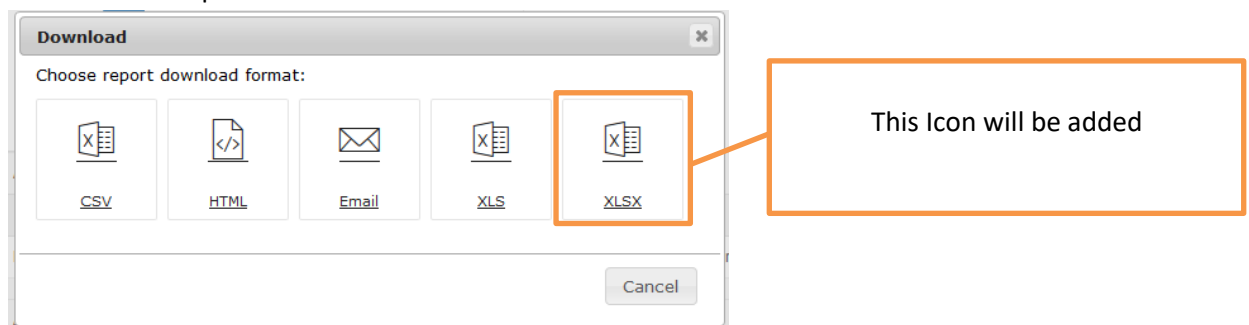 Download
Choose report download format:
CSV HTML Email XLS XLSX
This Icon will be added
Cancel